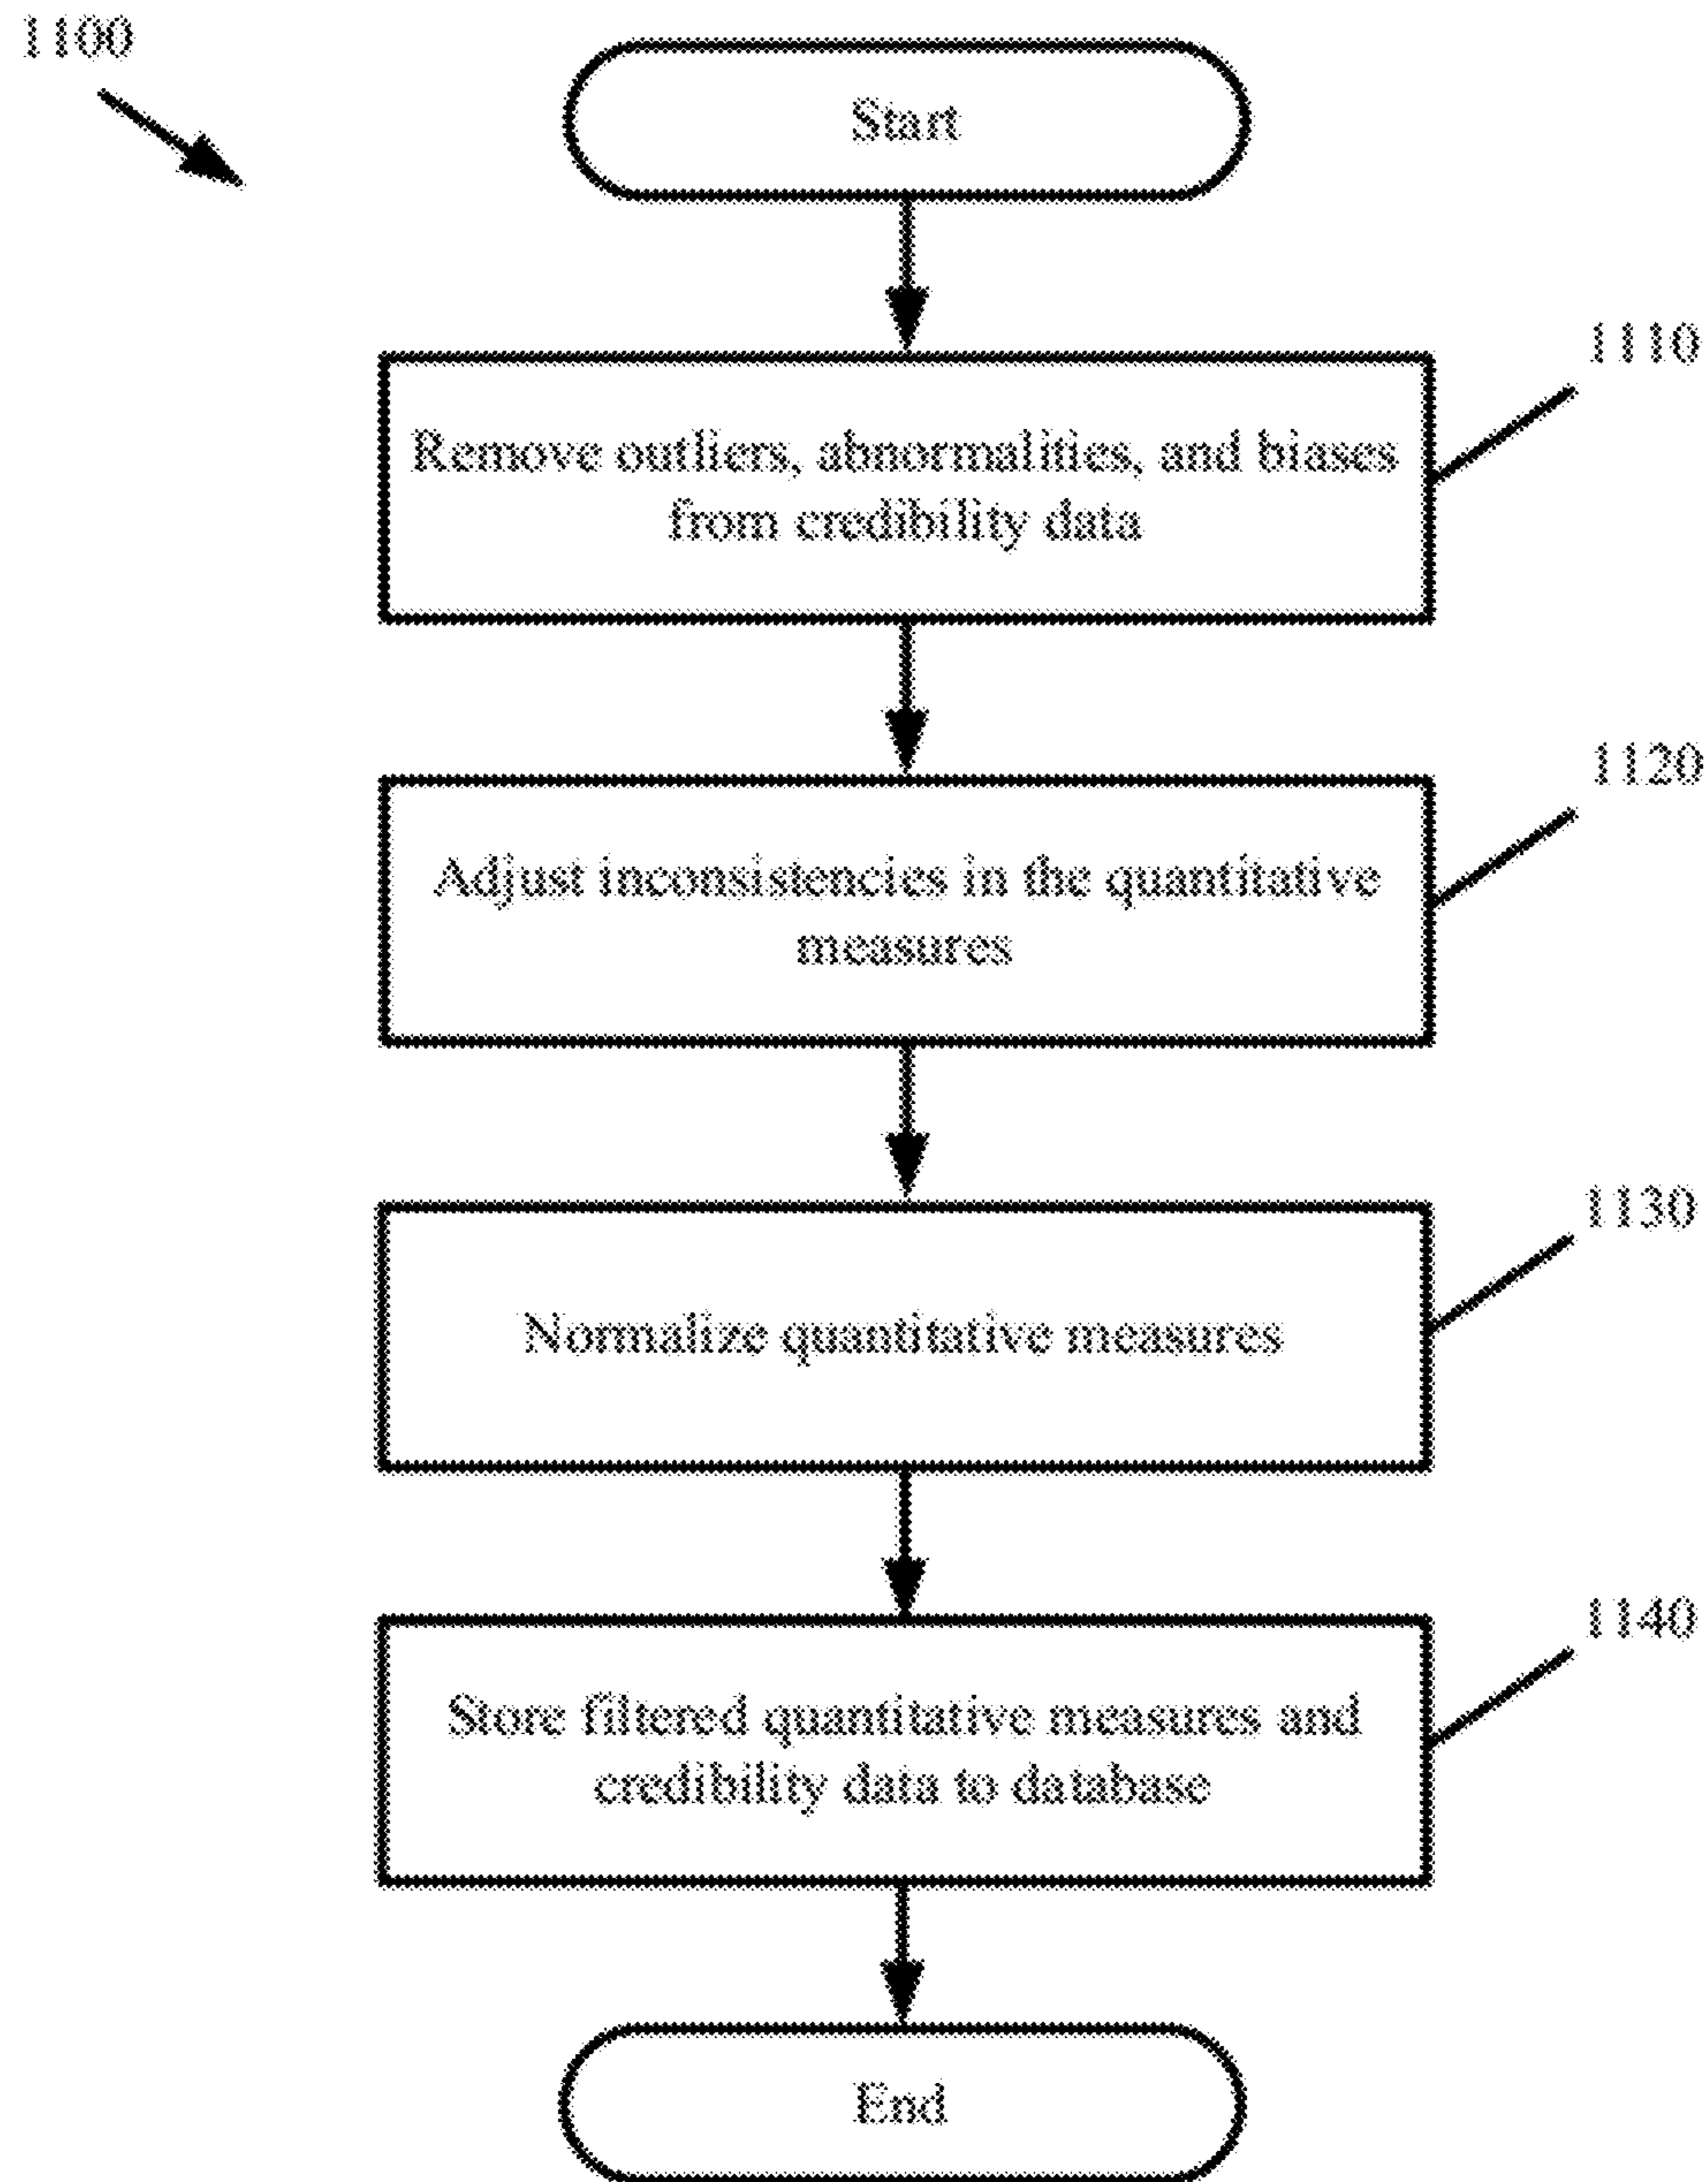 1100
Start
1110
Remove outliers, abnormalities, and biases
from credibility data
1120
Adjust inconsistencies in the quantitative
measures
1130
Normalize quantitative measures
1140
Store filtered quantitative measures and
credibility data to database
End